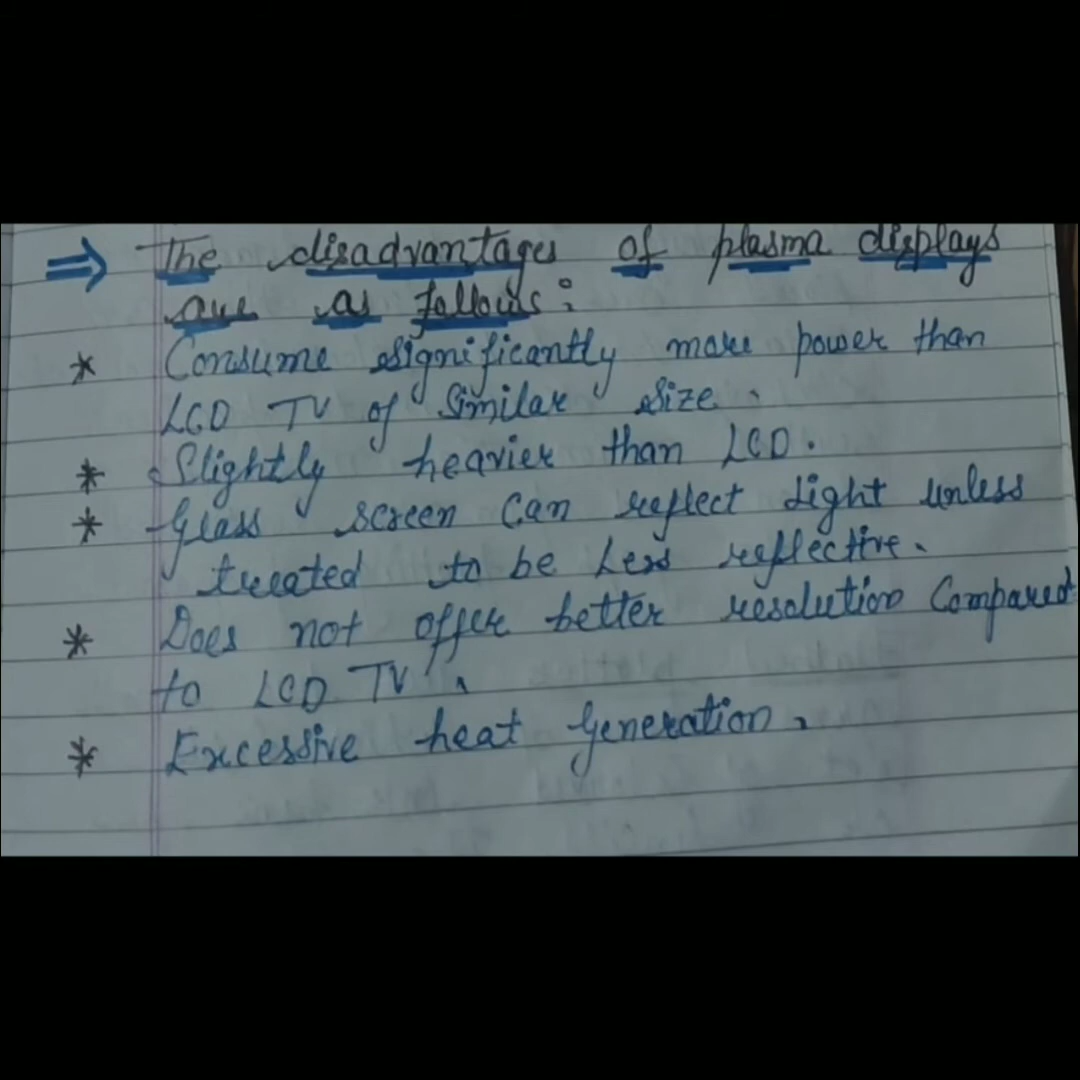 ⇒ The disadvantages of plasma displays
are as follows:
* Consume significantly more power than
LCD TV of similar size.
* Slightly heavier than LCD.
* Glass screen can reflect light unless
treated to be less reflective.
* Does not offer better resolution compared
to LCD TV.
* Excessive heat generation.